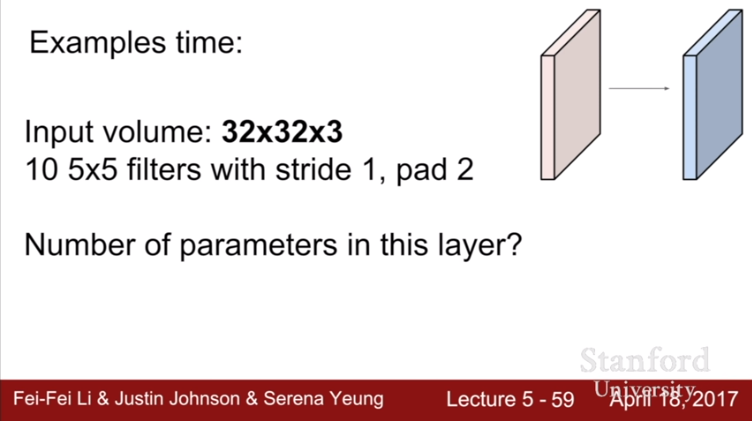 Examples time:
Input volume: 32x32x3
10 5x5 filters with stride 1, pad 2
Number of parameters in this layer?
Stanford
University
Fei-Fei Li & Justin Johnson & Serena Yeung
Lecture 5 - 59
April 18, 2017